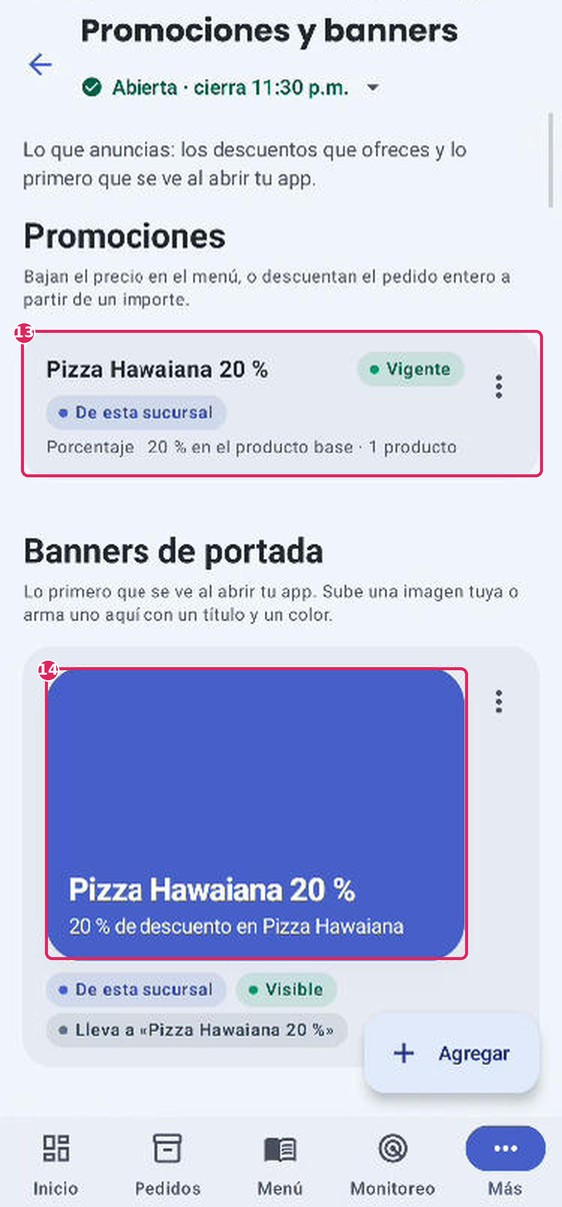 Promociones y banners
Abierta · cierra 11:30 p.m.
Lo que anuncias: los descuentos que ofreces y lo
primero que se ve al abrir tu app.
Promociones
Bajan el precio en el menú, o descuentan el pedido entero a
partir de un importe.
13
Pizza Hawaiana 20 %
Vigente
De esta sucursal
Porcentaje 20 % en el producto base · 1 producto
Banners de portada
Lo primero que se ve al abrir tu app. Sube una imagen tuya o
arma uno aquí con un título y un color.
14
Pizza Hawaiana 20 %
20 % de descuento en Pizza Hawaiana
De esta sucursal
Visible
Lleva a «Pizza Hawaiana 20 %»
+ Agregar
Inicio
Pedidos
Menú
Monitoreo
Más